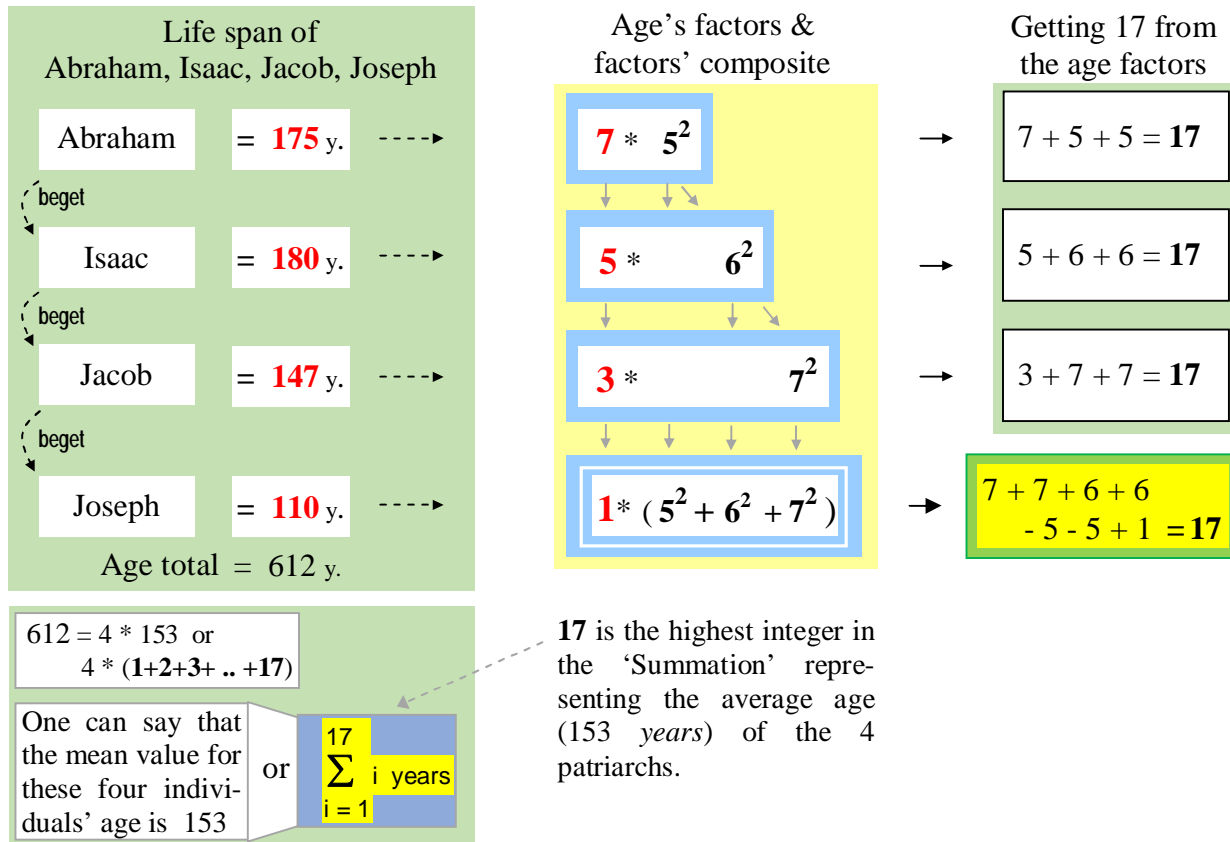 Life span of
Abraham, Isaac, Jacob, Joseph
Age’s factors &
factors’ composite
Getting 17 from
the age factors
Abraham = 175 y. 7 * 5² 7 + 5 + 5 = 17
beget
Isaac = 180 y. 5 * 6² 5 + 6 + 6 = 17
beget
Jacob = 147 y. 3 * 7² 3 + 7 + 7 = 17
beget
Joseph = 110 y. 1* (5² + 6² + 7²)
7 + 7 + 6 + 6
- 5 - 5 + 1 = 17
Age total = 612 y.
612 = 4 * 153 or
4 * (1+2+3+ .. +17)
One can say that
the mean value for
these four indivi-
duals’ age is 153
or
17
Σ i years
i = 1
17 is the highest integer in
the ‘Summation’ repre-
senting the average age
(153 years) of the 4
patriarchs.